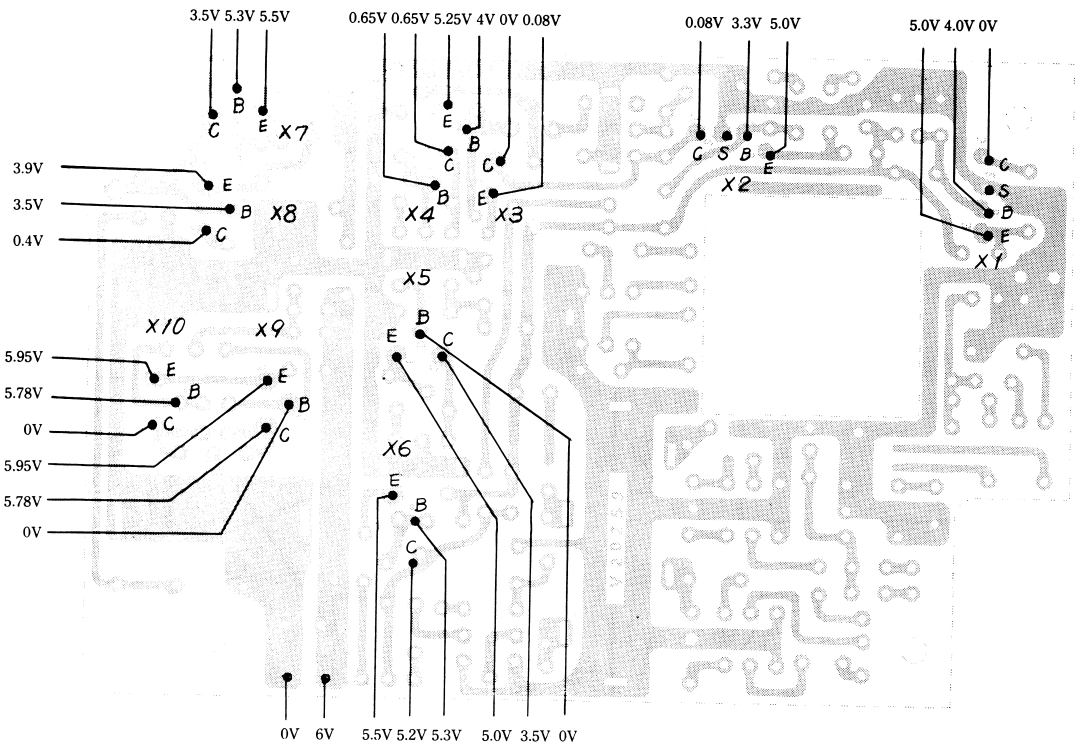 3.5V 5.3V 5.5V
0.65V 0.65V 5.25V 4V 0V 0.08V
0.08V 3.3V 5.0V
5.0V 4.0V 0V
C B E X7
E
B
C
B
X4
C
E
X3
C S B E
X2
C
S
B
E
X1
3.9V
E
3.5V
B X8
0.4V
C
X5
E B C
X10 X9
5.95V
E
E
5.78V
B
B
0V
C
C
5.95V
5.78V
0V
X6
E
B
C
A50753
0V 6V 5.5V 5.2V 5.3V 5.0V 3.5V 0V